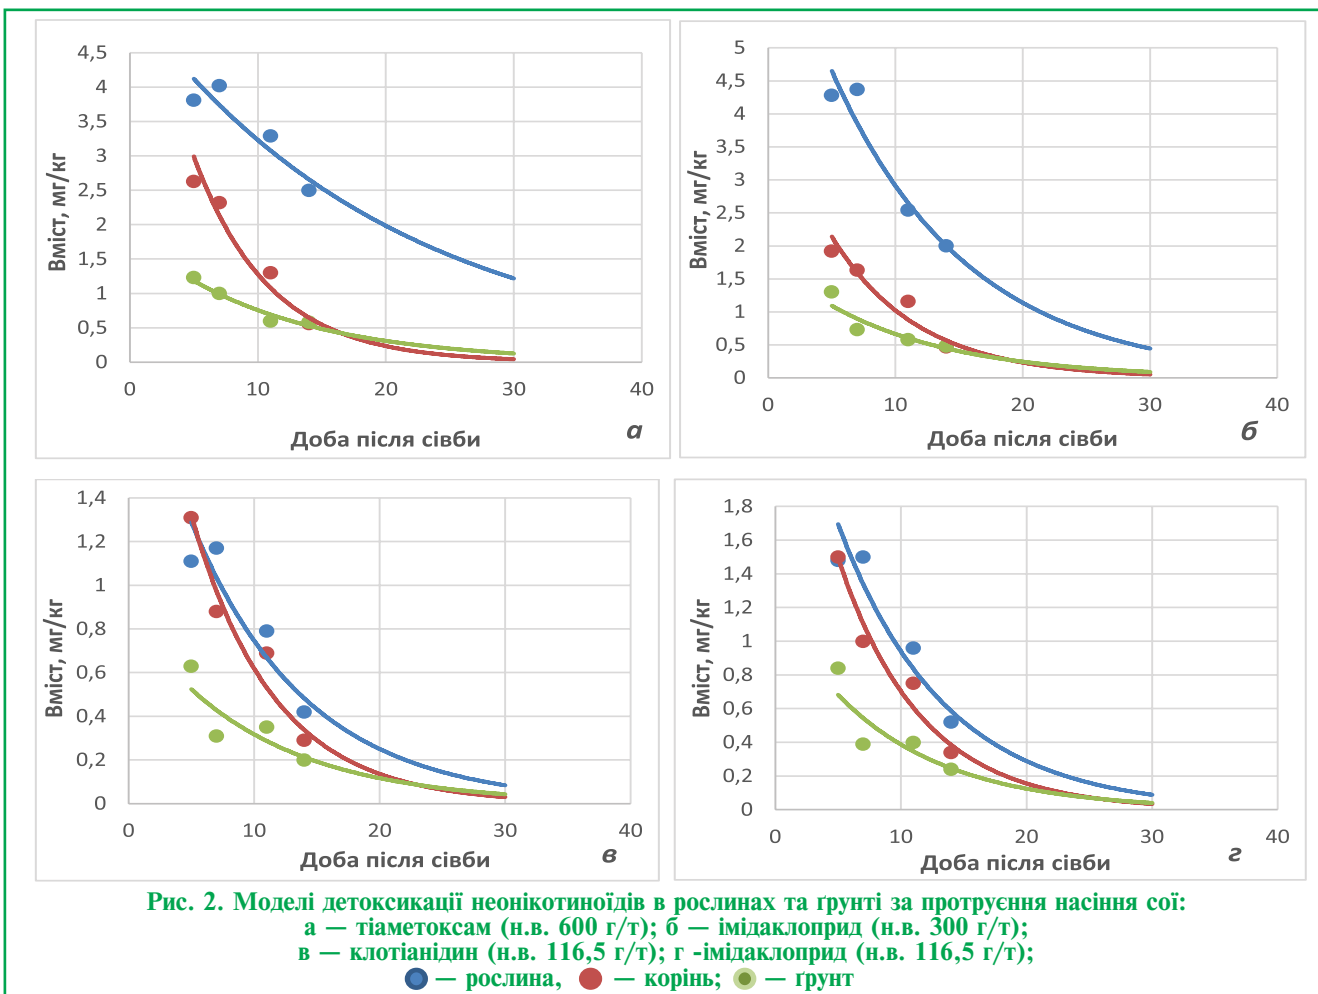 4,5
4
3,5
3
2,5
2
1,5
1
0,5
0
0 10 20 30 40
Вміст, мг/кг
Доба після сівби
а
5
4,5
4
3,5
3
2,5
2
1,5
1
0,5
0
0 10 20 30 40
Вміст, мг/кг
Доба після сівби
б
1,4
1,2
1
0,8
0,6
0,4
0,2
0
0 10 20 30 40
Вміст, мг/кг
Доба після сівби
в
1,8
1,6
1,4
1,2
1
0,8
0,6
0,4
0,2
0
0 10 20 30 40
Вміст, мг/кг
Доба після сівби
г
Рис. 2. Моделі детоксикації неонікотиноїдів в рослинах та ґрунті за протруєння насіння сої:
а — тіаметоксам (н.в. 600 г/т); б — імідаклоприд (н.в. 300 г/т);
в — клотіанідин (н.в. 116,5 г/т); г -імідаклоприд (н.в. 116,5 г/т);
— рослина, — корінь; — ґрунт